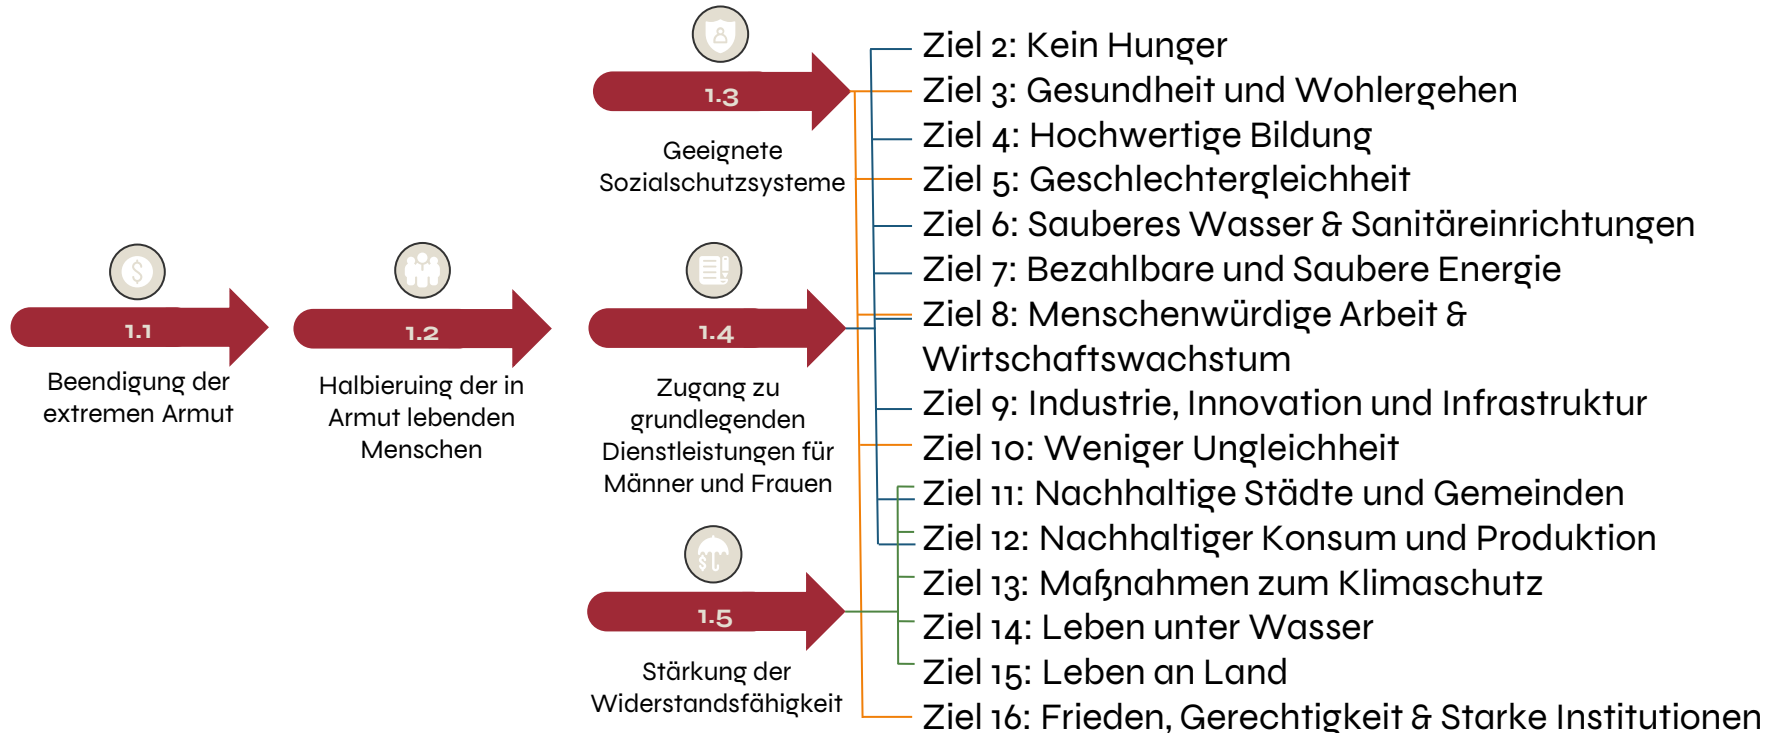 1.1
Beendigung der
extremen Armut
1.2
Halbieruing der in
Armut lebenden
Menschen
1.3
Geeignete
Sozialschutzsysteme
1.4
Zugang zu
grundlegenden
Dienstleistungen für
Männer und Frauen
1.5
Stärkung der
Widerstandsfähigkeit
Ziel 2: Kein Hunger
Ziel 3: Gesundheit und Wohlergehen
Ziel 4: Hochwertige Bildung
Ziel 5: Geschlechtergleichheit
Ziel 6: Sauberes Wasser & Sanitäreinrichtungen
Ziel 7: Bezahlbare und Saubere Energie
Ziel 8: Menschenwürdige Arbeit &
Wirtschaftswachstum
Ziel 9: Industrie, Innovation und Infrastruktur
Ziel 10: Weniger Ungleichheit
Ziel 11: Nachhaltige Städte und Gemeinden
Ziel 12: Nachhaltiger Konsum und Produktion
Ziel 13: Maßnahmen zum Klimaschutz
Ziel 14: Leben unter Wasser
Ziel 15: Leben an Land
Ziel 16: Frieden, Gerechtigkeit & Starke Institutionen